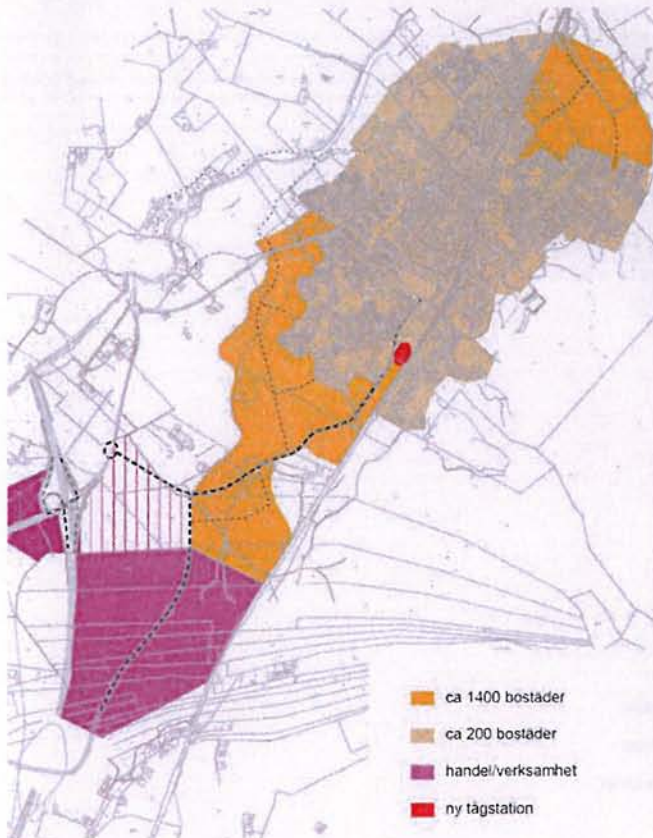 ca 1400 bostäder
ca 200 bostäder
handel/verksamhet
ny tågstation